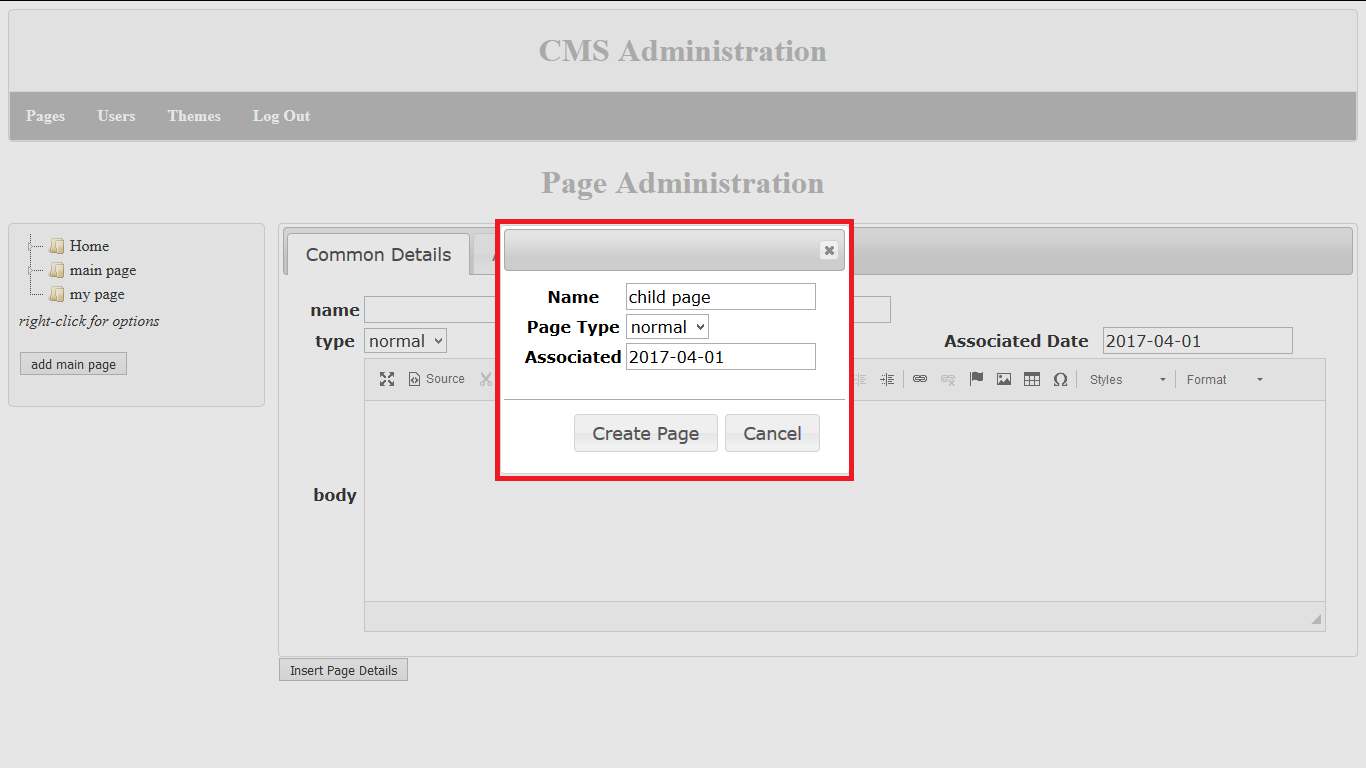 CMS Administration
Pages Users Themes Log Out
Page Administration
Home
main page
my page
right-click for options
add main page
Common Details
name
type normal
Associated Date 2017-04-01
Source
Styles
Format
body
Insert Page Details
Name child page
Page Type normal
Associated 2017-04-01
Create Page Cancel